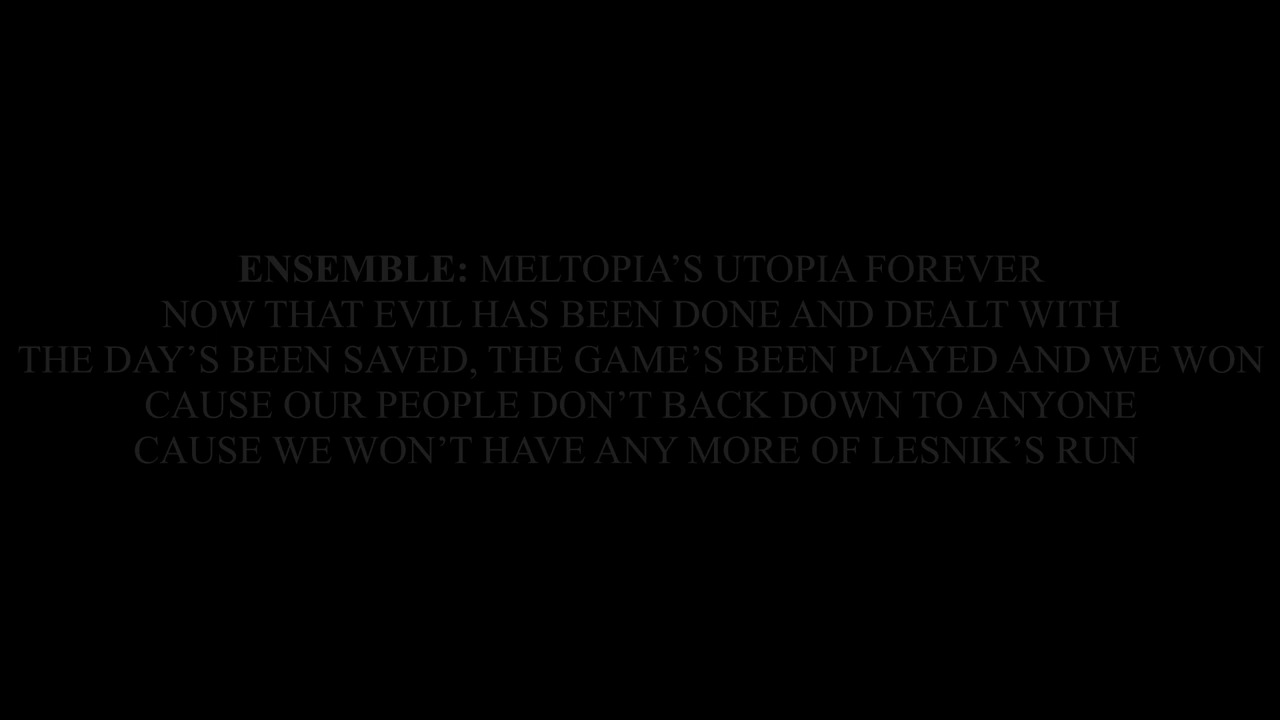 ENSEMBLE: MELTOPIA’S UTOPIA FOREVER
NOW THAT EVIL HAS BEEN DONE AND DEALT WITH
THE DAY’S BEEN SAVED, THE GAME’S BEEN PLAYED AND WE WON
CAUSE OUR PEOPLE DON’T BACK DOWN TO ANYONE
CAUSE WE WON’T HAVE ANY MORE OF LESNIK’S RUN